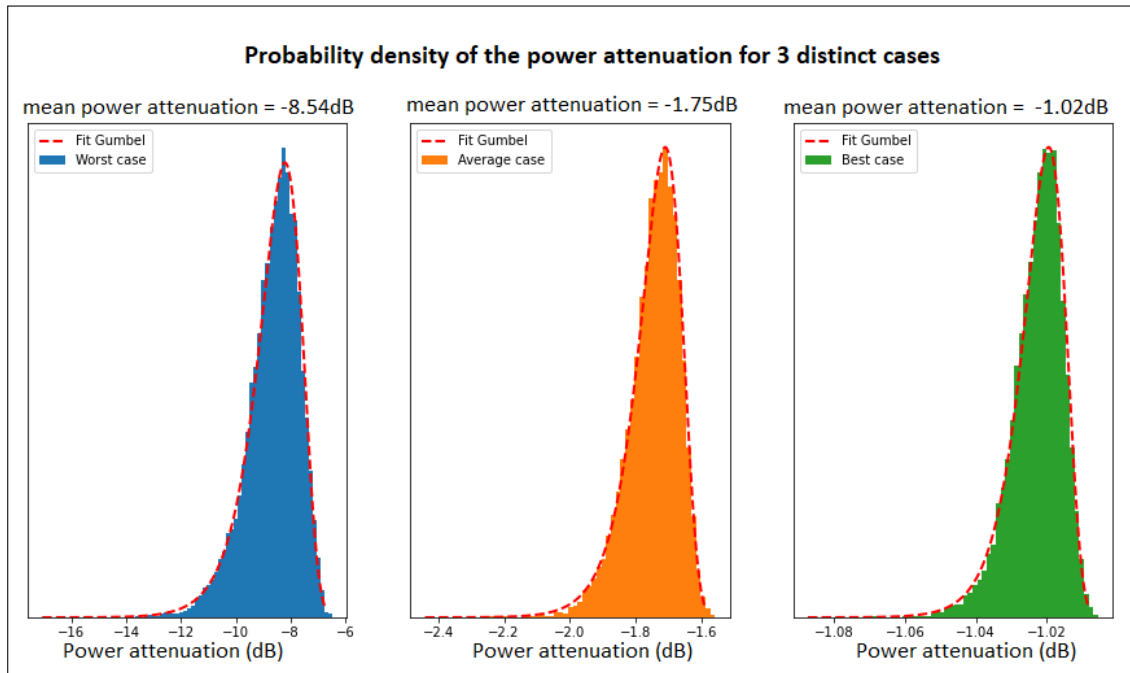 Probability density of the power attenuation for 3 distinct cases
mean power attenuation = -8.54dB
Fit Gumbel
Worst case
−16 −14 −12 −10 −8 −6
Power attenuation (dB)
mean power attenuation = -1.75dB
Fit Gumbel
Average case
−2.4 −2.2 −2.0 −1.8 −1.6
Power attenuation (dB)
mean power attenation = -1.02dB
Fit Gumbel
Best case
−1.08 −1.06 −1.04 −1.02
Power attenuation (dB)